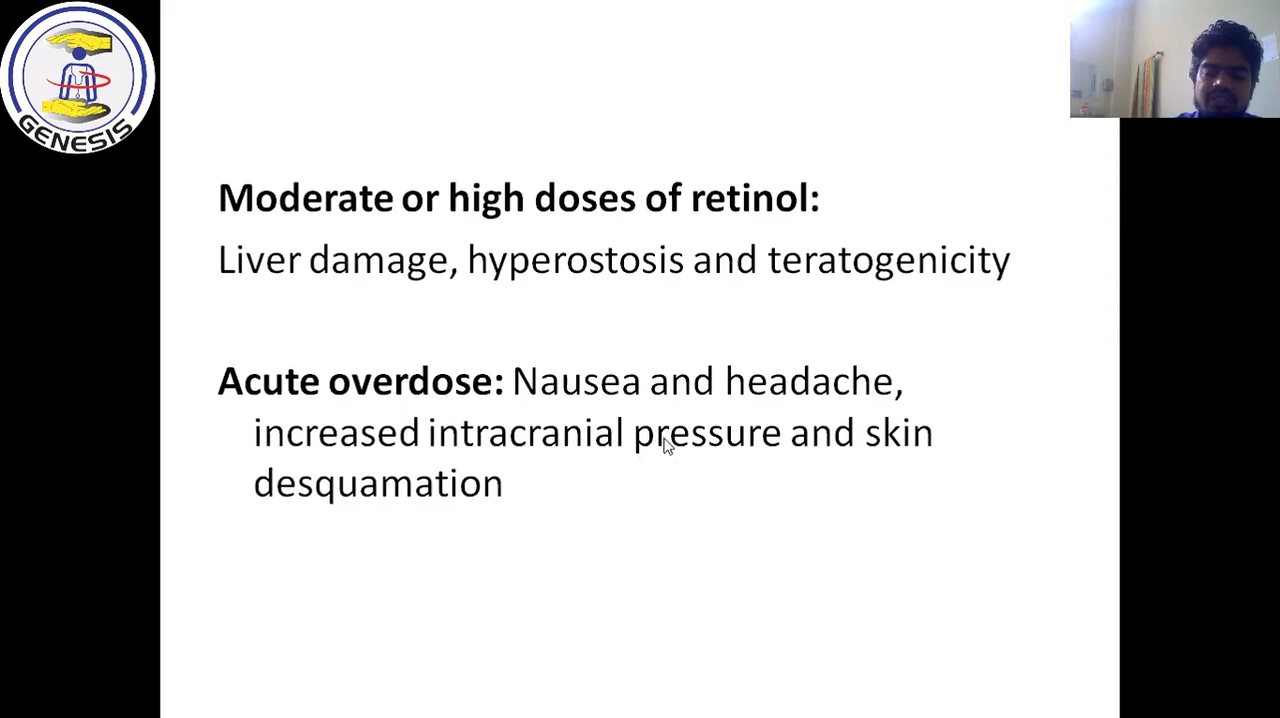 GENESIS
Moderate or high doses of retinol:
Liver damage, hyperostosis and teratogenicity
Acute overdose: Nausea and headache,
increased intracranial pressure and skin
desquamation